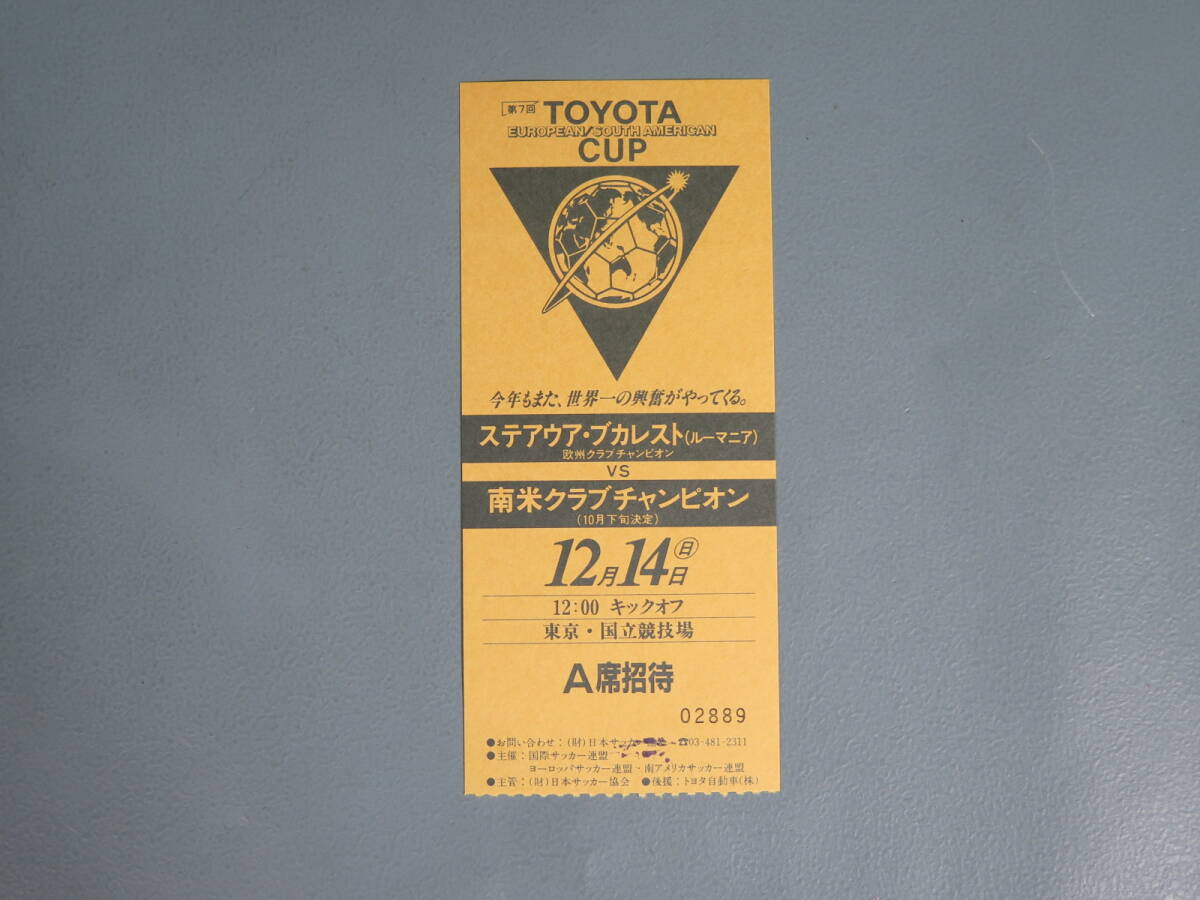 第7回 TOYOTA
EUROPEAN/SOUTH AMERICAN
CUP
今年もまた、世界一の興奮がやってくる。
ステアウア・ブカレスト(ルーマニア)
欧州クラブチャンピオン
VS
南米クラブチャンピオン
(10月下旬決定)
12月14日㊐
12:00 キックオフ
東京・国立競技場
A席招待
02889
●お問い合わせ：(財)日本サッカー ☎03-481-2311
●主催：国際サッカー連盟
ヨーロッパサッカー連盟・南アメリカサッカー連盟
●主管：(財)日本サッカー協会 ●後援：トヨタ自動車(株)